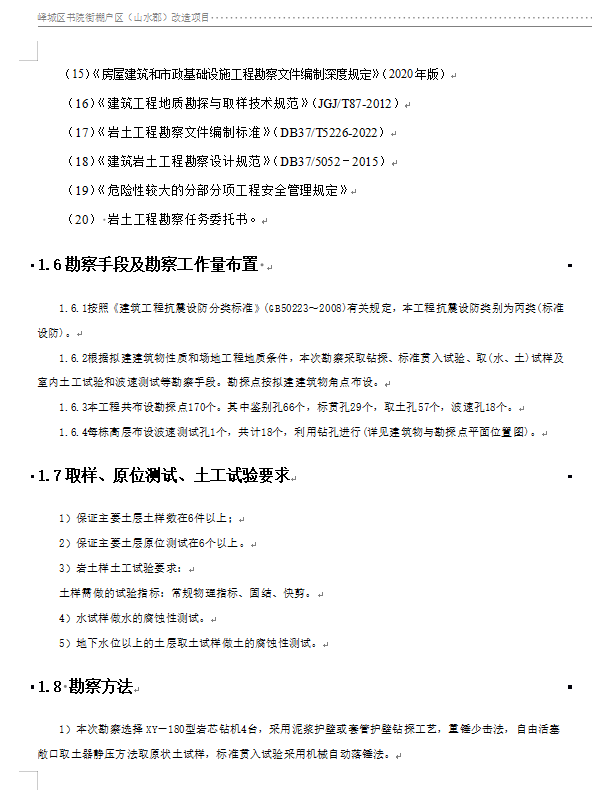 峄城区书院街棚户区（山水郡）改造项目
（15）《房屋建筑和市政基础设施工程勘察文件编制深度规定》（2020年版）
（16）《建筑工程地质勘探与取样技术规范》（JGJ/T87-2012）
（17）《岩土工程勘察文件编制标准》（DB37/T5226-2022）
（18）《建筑岩土工程勘察设计规范》（DB37/5052－2015）
（19）《危险性较大的分部分项工程安全管理规定》
（20）岩土工程勘察任务委托书。
1.6 勘察手段及勘察工作量布置
1.6.1按照《建筑工程抗震设防分类标准》(GB50223～2008)有关规定，本工程抗震设防类别为丙类(标准
设防)。
1.6.2根据拟建建筑物性质和场地工程地质条件，本次勘察采取钻探、标准贯入试验、取(水、土)试样及
室内土工试验和波速测试等勘察手段。勘探点按拟建建筑物角点布设。
1.6.3本工程共布设勘探点170个。其中鉴别孔66个，标贯孔29个，取土孔57个，波速孔18个。
1.6.4每栋高层布设波速测试孔1个，共计18个，利用钻孔进行(详见建筑物与勘探点平面位置图)。
1.7 取样、原位测试、土工试验要求
1）保证主要土层土样数在6件以上；
2）保证主要土层原位测试在6个以上。
3）岩土样土工试验要求：
土样需做的试验指标：常规物理指标、固结、快剪。
4）水试样做水的腐蚀性测试。
5）地下水位以上的土层取土试样做土的腐蚀性测试。
1.8 勘察方法
1）本次勘察选择 XY－180型岩芯钻机4台，采用泥浆护壁或套管护壁钻探工艺，重锤少击法，自由活塞
敞口取土器静压方法取原状土试样，标准贯入试验采用机械自动落锤法。